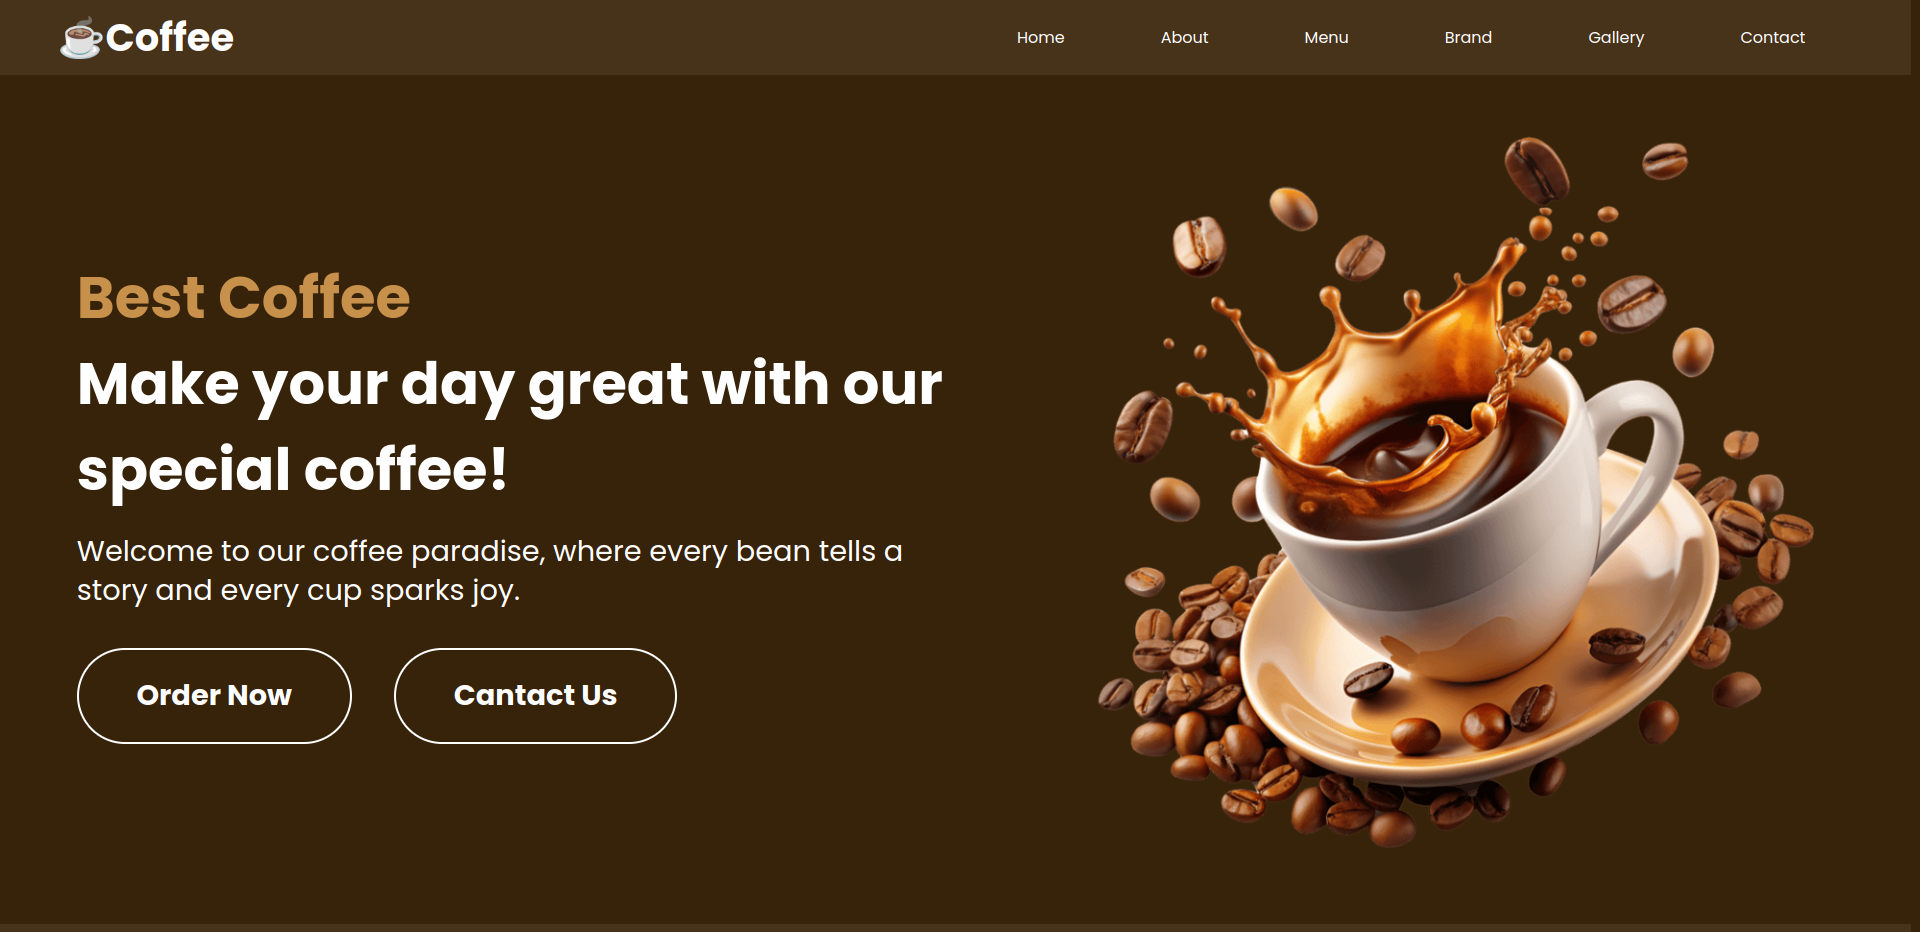 ☕Coffee
Home About Menu Brand Gallery Contact
Best Coffee
Make your day great with our
special coffee!
Welcome to our coffee paradise, where every bean tells a
story and every cup sparks joy.
Order Now Cantact Us